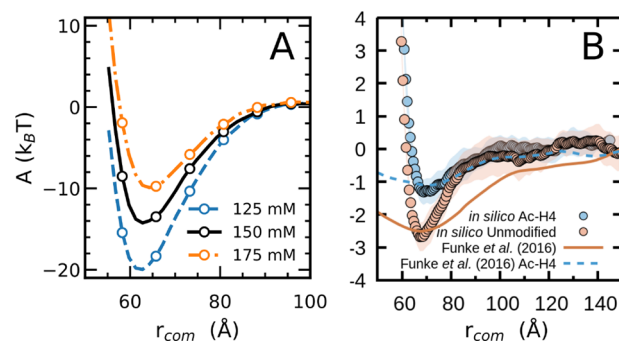 A
10
0
−10
−20
A (kBT)
125 mM
150 mM
175 mM
60
80
100
rcom (Å)
B
4
3
2
1
0
-1
-2
-3
-4
in silico Ac-H4
in silico Unmodified
Funke et al. (2016)
Funke et al. (2016) Ac-H4
60
80
100
120
140
rcom (Å)